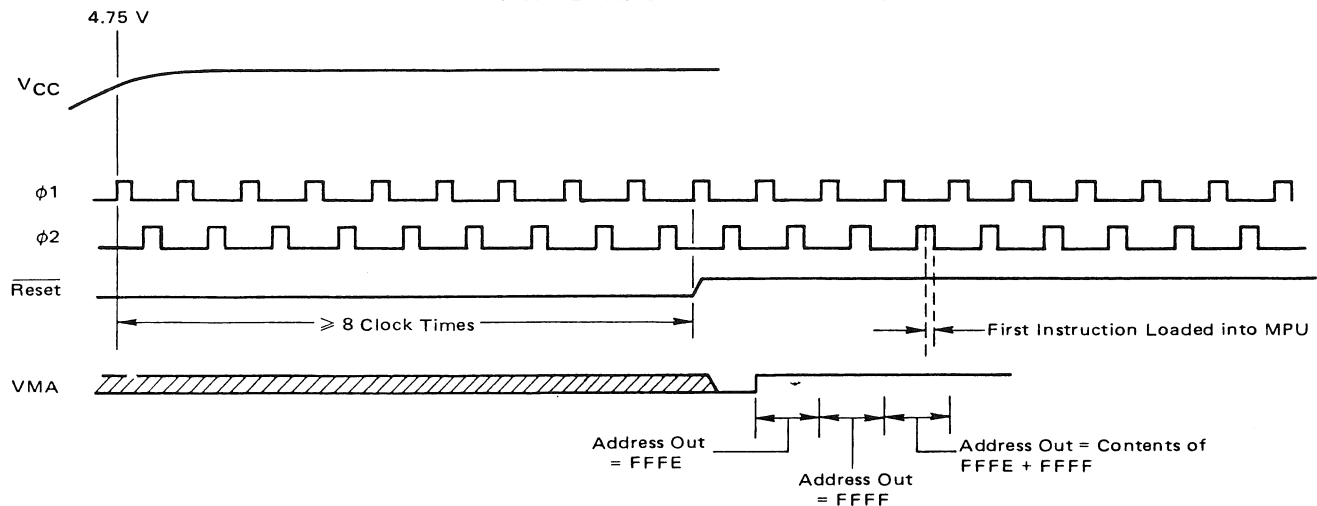 4.75 V
VCC
φ1
φ2
Reset
⩾ 8 Clock Times
First Instruction Loaded into MPU
VMA
Address Out
= FFFE
Address Out
= FFFF
Address Out = Contents of
FFFE + FFFF